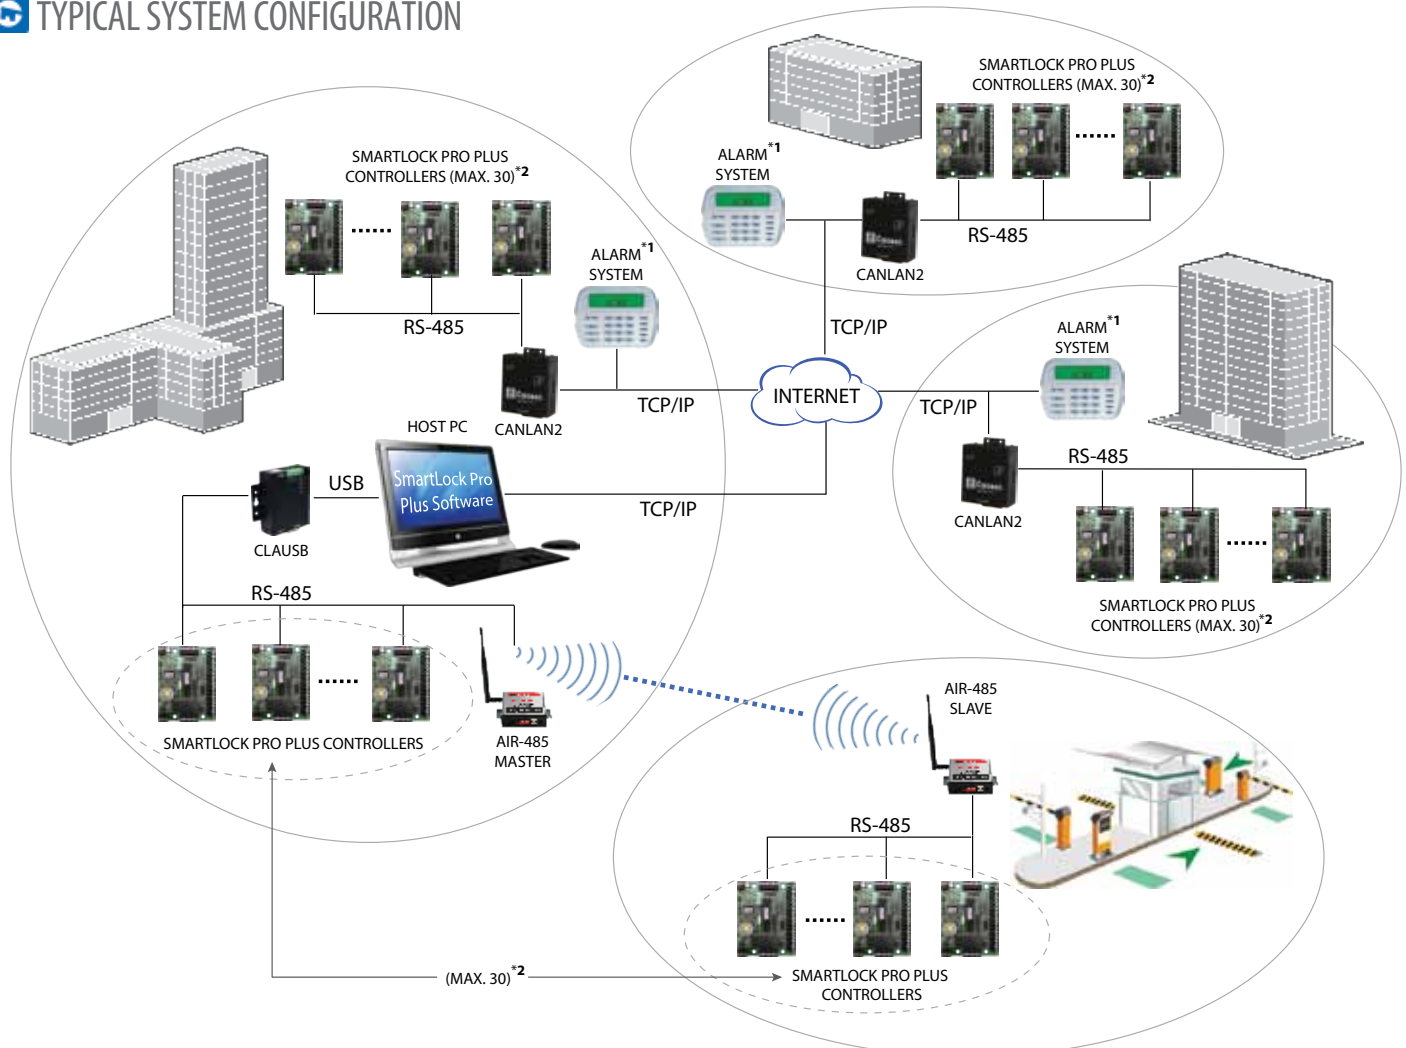 TYPICAL SYSTEM CONFIGURATION
SMARTLOCK PRO PLUS
CONTROLLERS (MAX. 30)*2
ALARM*1
SYSTEM
RS-485
CANLAN2
TCP/IP
SMARTLOCK PRO PLUS
CONTROLLERS (MAX. 30)*2
RS-485
ALARM*1
SYSTEM
CANLAN2
TCP/IP
INTERNET
ALARM*1
SYSTEM
TCP/IP
CANLAN2
RS-485
SMARTLOCK PRO PLUS
CONTROLLERS (MAX. 30)*2
HOST PC
SmartLock Pro
Plus Software
USB
CLAUSB
TCP/IP
RS-485
SMARTLOCK PRO PLUS CONTROLLERS
AIR-485
MASTER
AIR-485
SLAVE
RS-485
SMARTLOCK PRO PLUS
CONTROLLERS
(MAX. 30)*2